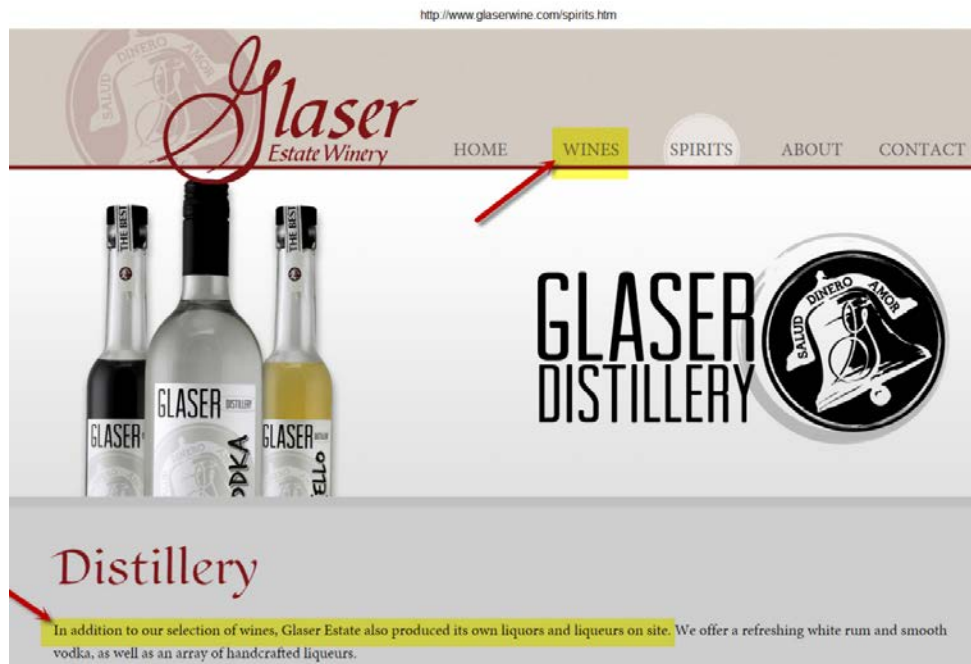 http://www.glaserwine.com/spirits.htm
SALUD DINERO AMOR
Glaser
Estate Winery
HOME WINES SPIRITS ABOUT CONTACT
THE BEST
THE BEST
GLASER DISTILLERY
GLASER
GLASER
VODKA
ELLO
GLASER
DISTILLERY
SALUD DINERO AMOR
Distillery
In addition to our selection of wines, Glaser Estate also produced its own liquors and liqueurs on site. We offer a refreshing white rum and smooth
vodka, as well as an array of handcrafted liqueurs.